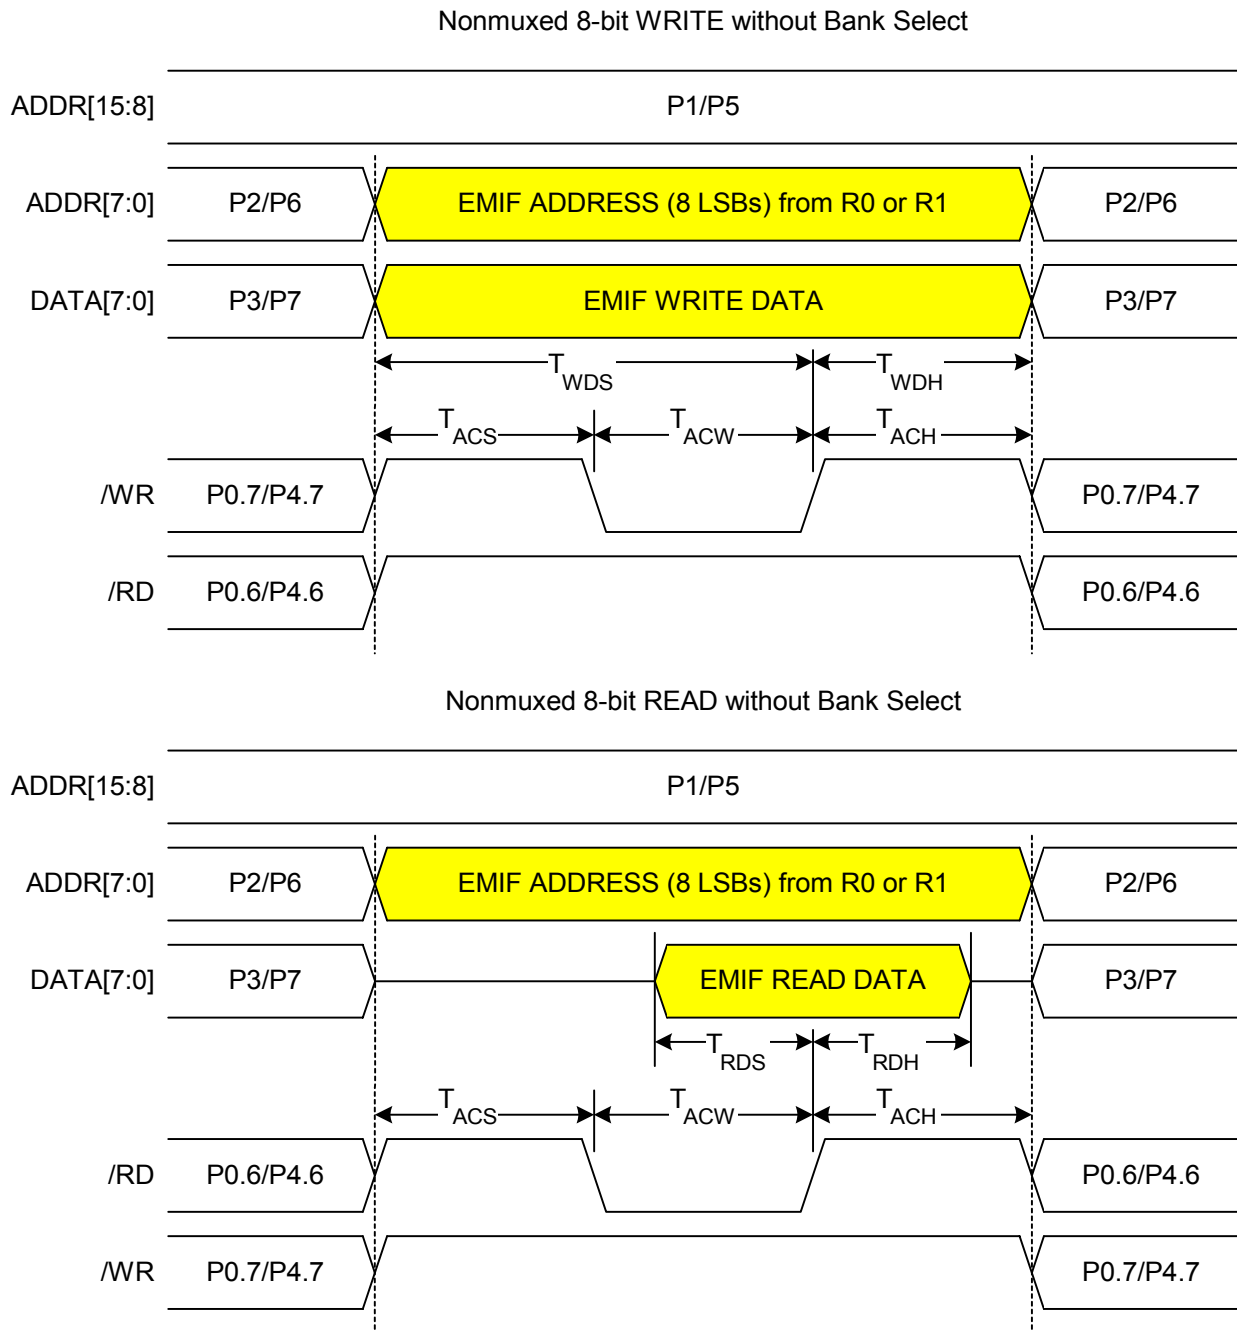 Nonmuxed 8-bit WRITE without Bank Select
ADDR[15:8] P1/P5
ADDR[7:0] P2/P6 EMIF ADDRESS (8 LSBs) from R0 or R1 P2/P6
DATA[7:0] P3/P7 EMIF WRITE DATA P3/P7
TWDS TWDH
TACS TACW TACH
/WR P0.7/P4.7 P0.7/P4.7
/RD P0.6/P4.6 P0.6/P4.6
Nonmuxed 8-bit READ without Bank Select
ADDR[15:8] P1/P5
ADDR[7:0] P2/P6 EMIF ADDRESS (8 LSBs) from R0 or R1 P2/P6
DATA[7:0] P3/P7 EMIF READ DATA P3/P7
TRDS TRDH
TACS TACW TACH
/RD P0.6/P4.6 P0.6/P4.6
/WR P0.7/P4.7 P0.7/P4.7